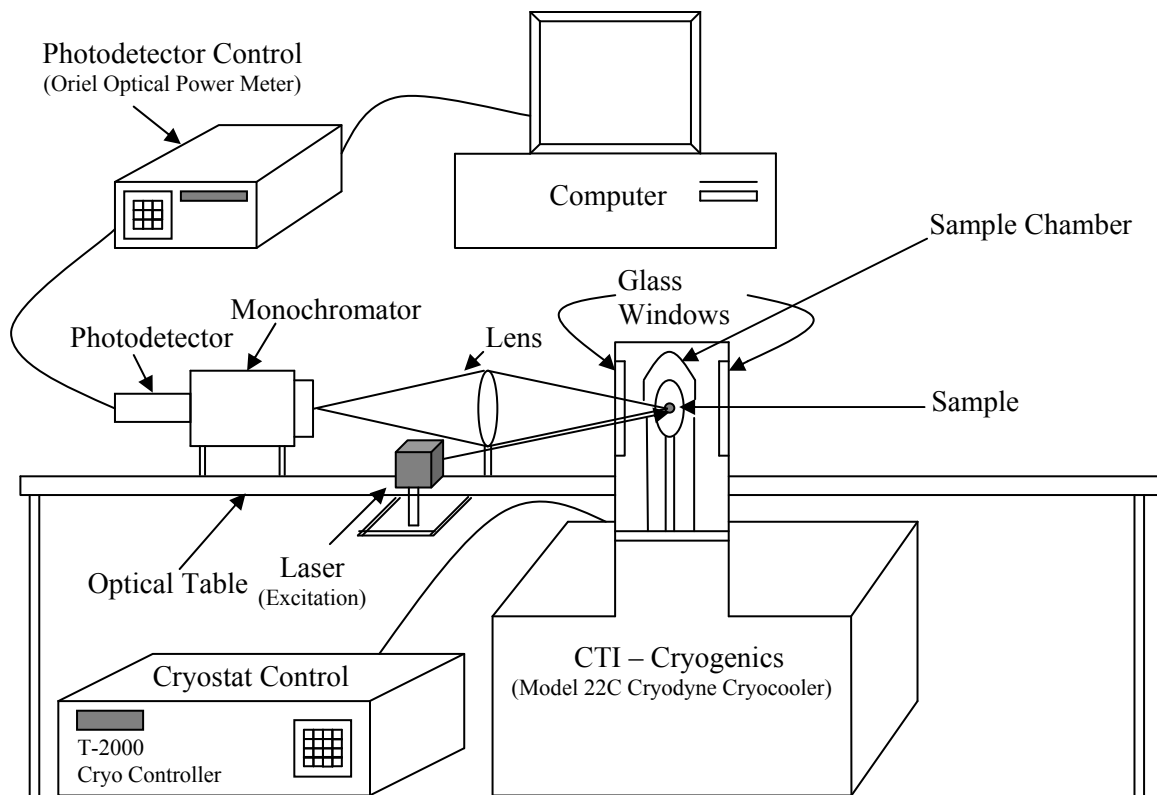 Photodetector Control
(Oriel Optical Power Meter)
Computer
Sample Chamber
Glass
Windows
Monochromator
Photodetector
Lens
Sample
Optical Table
Laser
(Excitation)
CTI – Cryogenics
(Model 22C Cryodyne Cryocooler)
Cryostat Control
T-2000
Cryo Controller